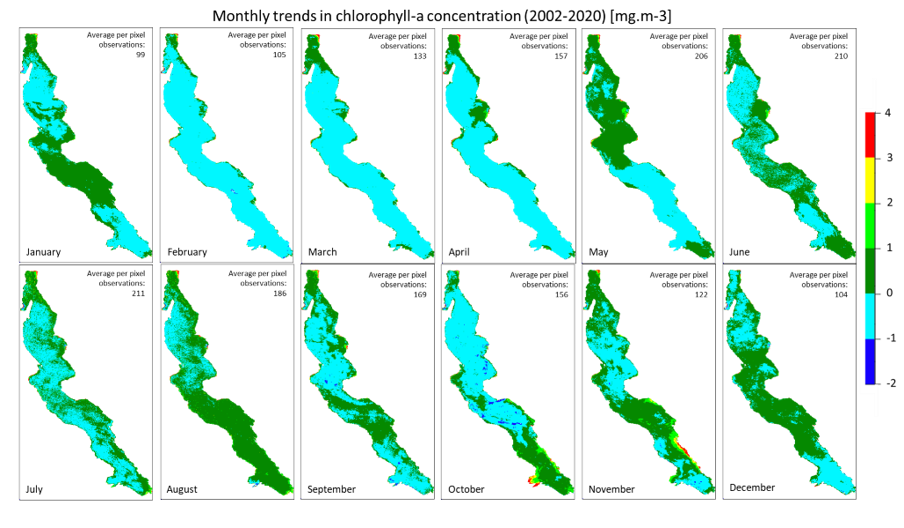 Monthly trends in chlorophyll-a concentration (2002-2020) [mg.m-3]
Average per pixel
observations:
99
January
Average per pixel
observations:
105
February
Average per pixel
observations:
133
March
Average per pixel
observations:
157
April
Average per pixel
observations:
206
May
Average per pixel
observations:
210
June
Average per pixel
observations:
211
July
Average per pixel
observations:
186
August
Average per pixel
observations:
169
September
Average per pixel
observations:
156
October
Average per pixel
observations:
122
November
Average per pixel
observations:
104
December
4
3
2
1
0
-1
-2